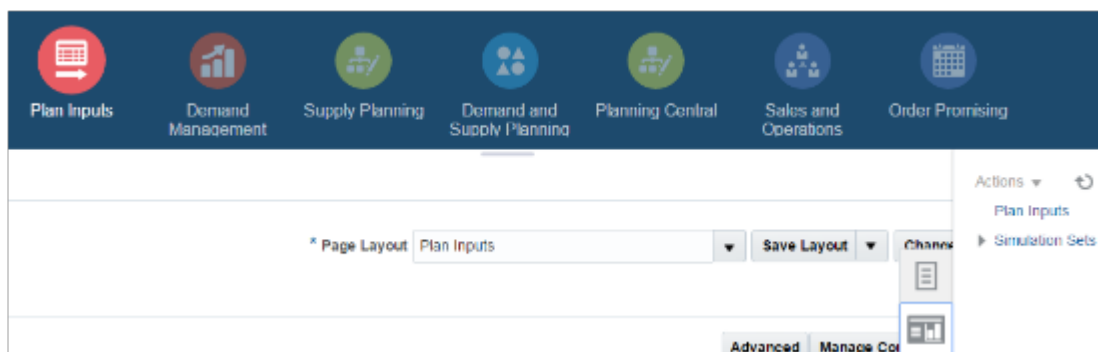 Plan Inputs
Demand
Management
Supply Planning
Demand and
Supply Planning
Planning Central
Sales and
Operations
Order Promising
Actions
Plan Inputs
Simulation Sets
* Page Layout Plan Inputs Save Layout
Advanced Manage